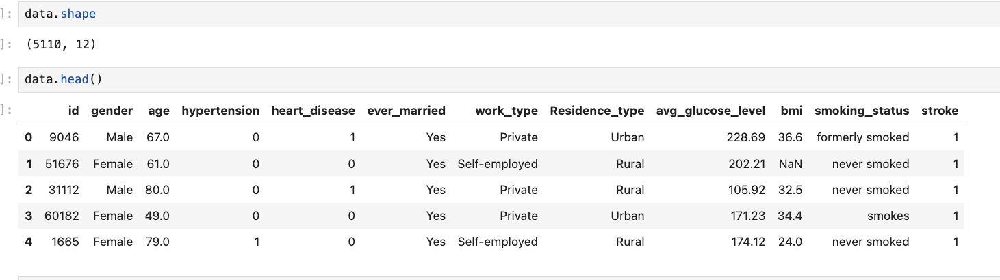 ]: data.shape
]: (5110, 12)
]: data.head()
]: id gender age hypertension heart_disease ever_married work_type Residence_type avg_glucose_level bmi smoking_status stroke
0 9046 Male 67.0 0 1 Yes Private Urban 228.69 36.6 formerly smoked 1
1 51676 Female 61.0 0 0 Yes Self-employed Rural 202.21 NaN never smoked 1
2 31112 Male 80.0 0 1 Yes Private Rural 105.92 32.5 never smoked 1
3 60182 Female 49.0 0 0 Yes Private Urban 171.23 34.4 smokes 1
4 1665 Female 79.0 1 0 Yes Self-employed Rural 174.12 24.0 never smoked 1